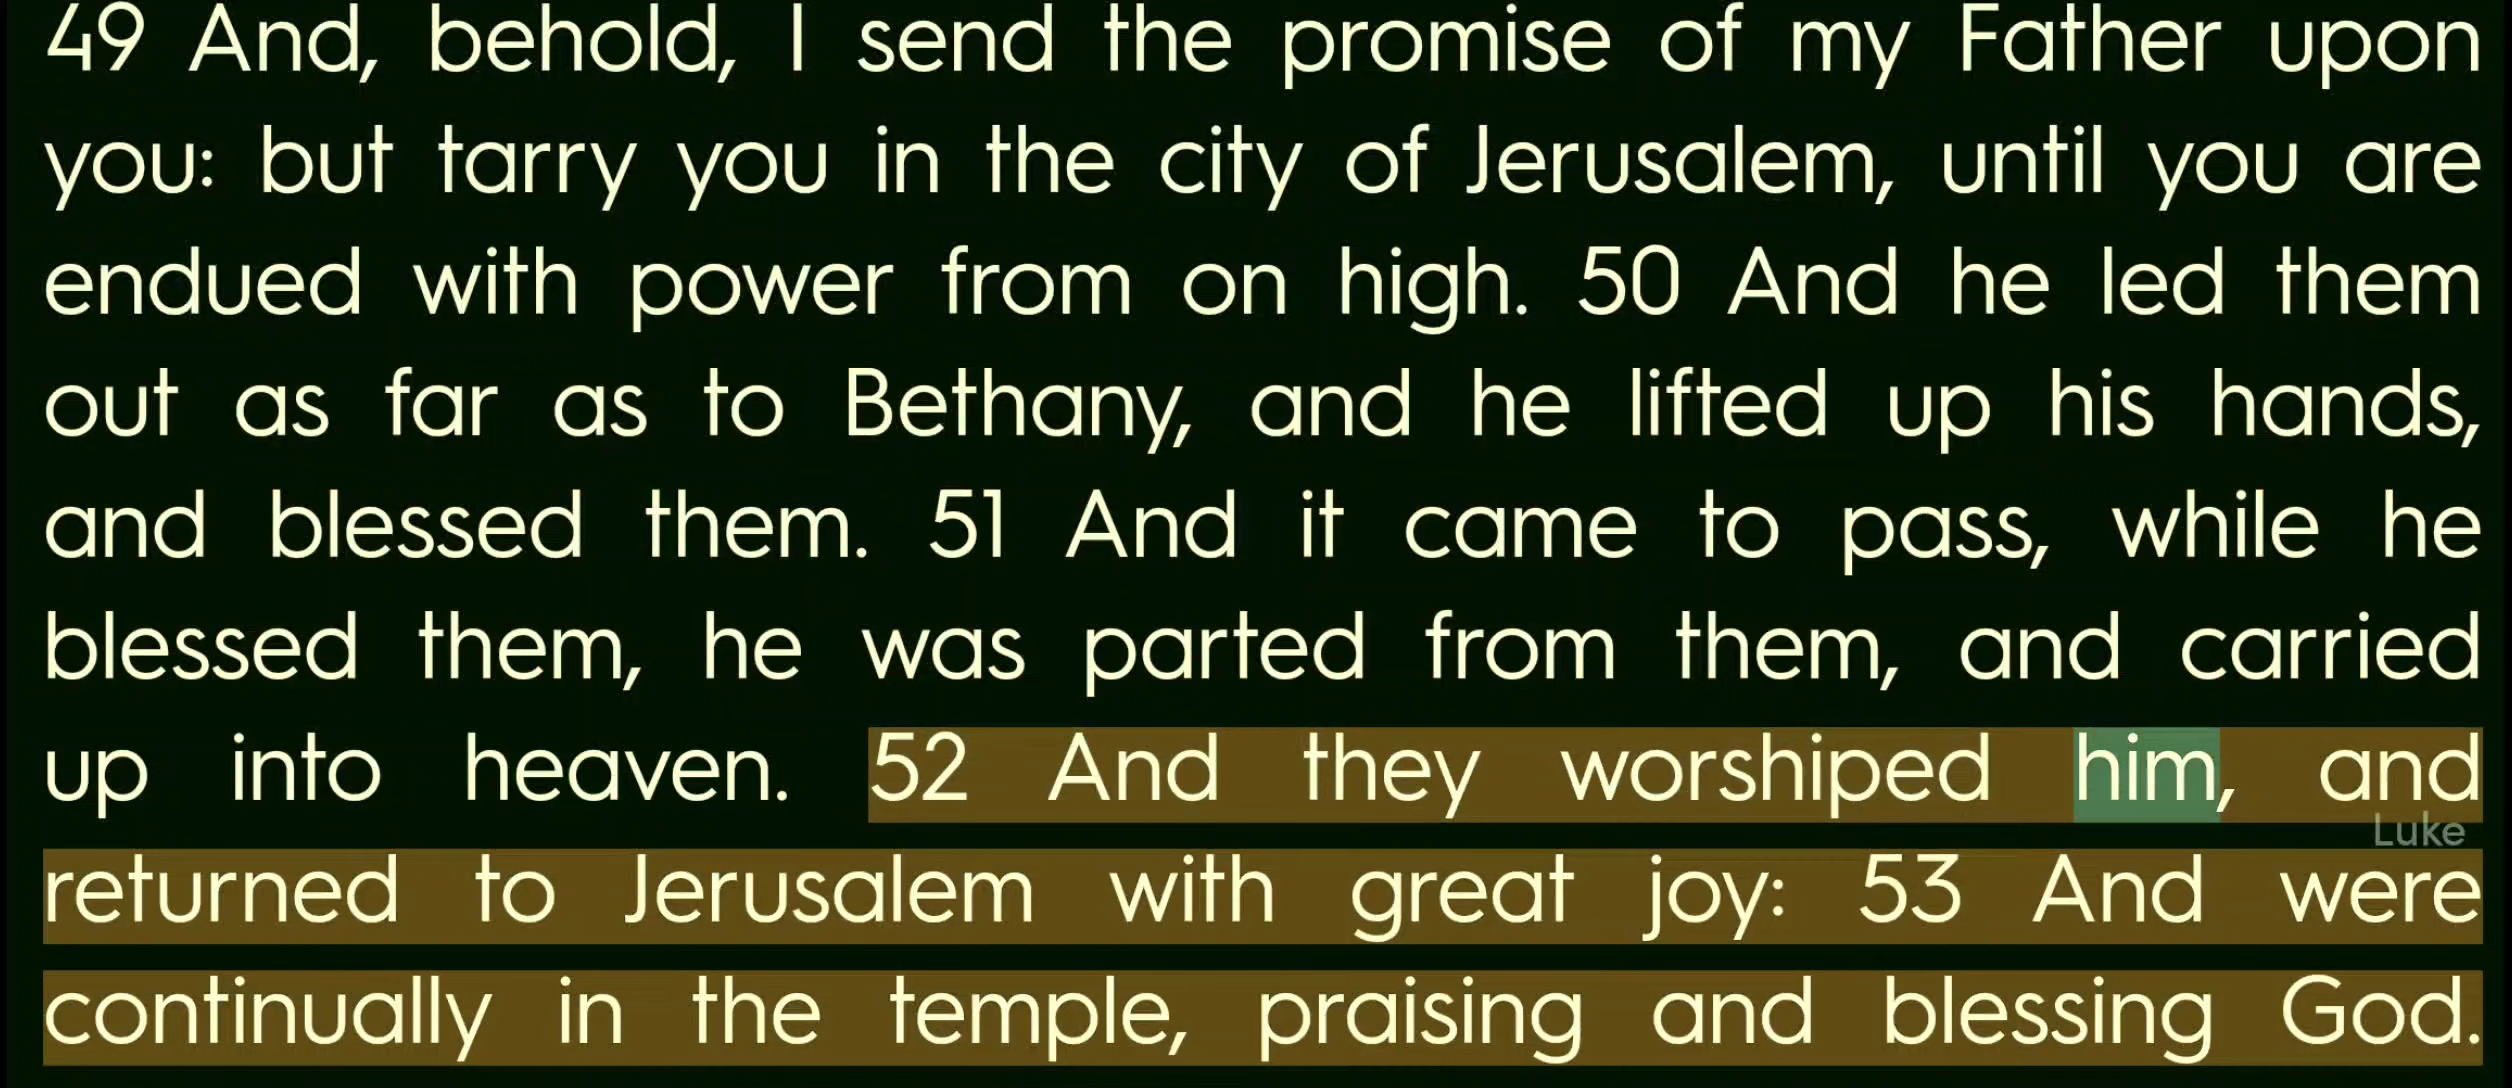 49 And, behold, I send the promise of my Father upon
you: but tarry you in the city of Jerusalem, until you are
endued with power from on high. 50 And he led them
out as far as to Bethany, and he lifted up his hands,
and blessed them. 51 And it came to pass, while he
blessed them, he was parted from them, and carried
up into heaven. 52 And they worshiped him, and
Luke
returned to Jerusalem with great joy: 53 And were
continually in the temple, praising and blessing God.